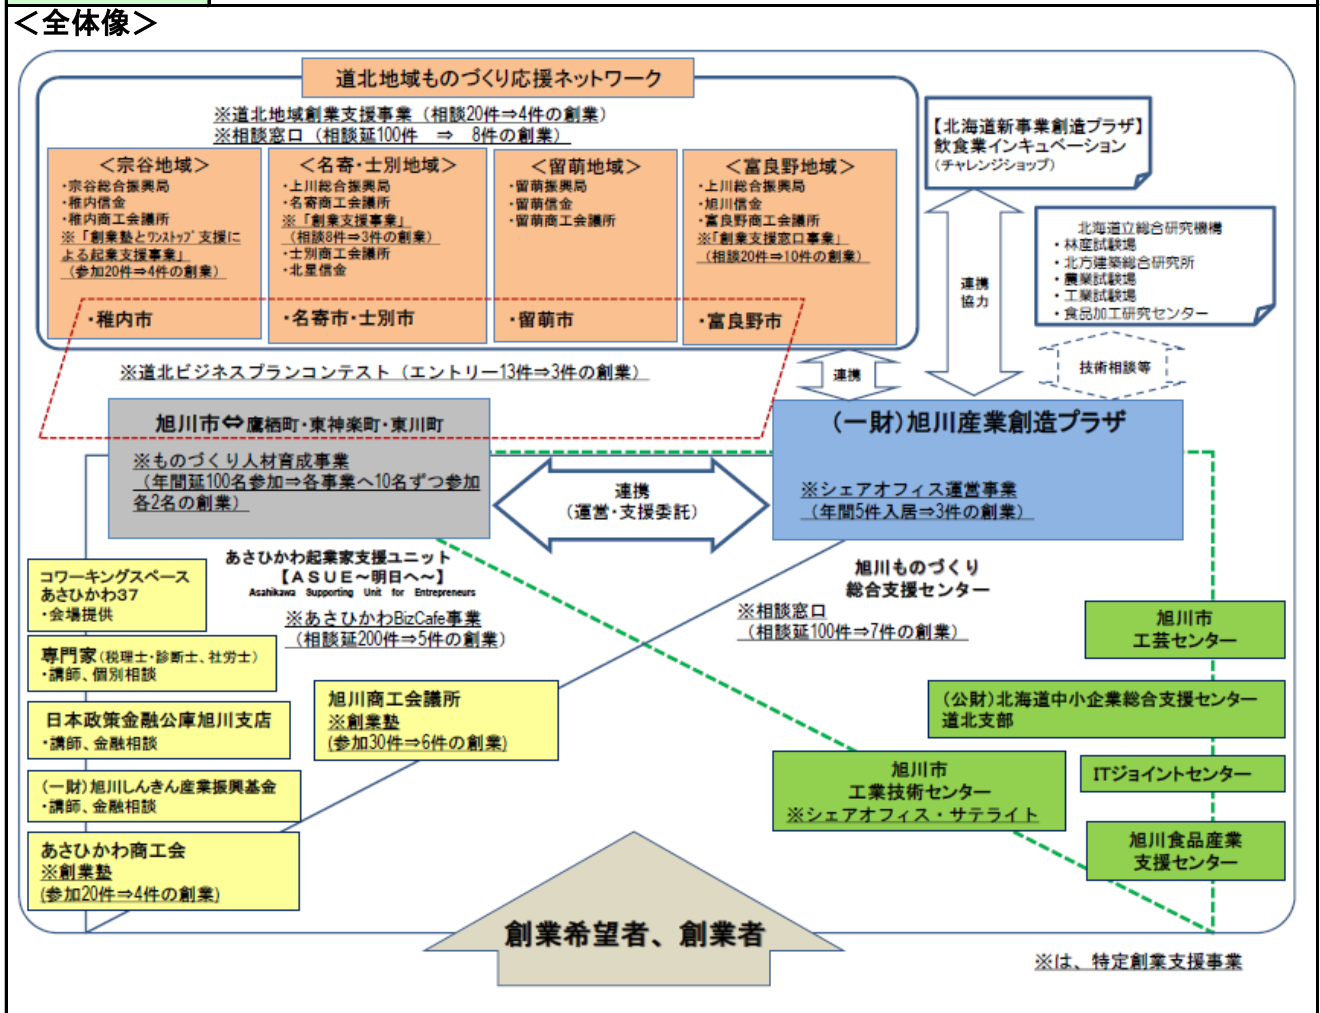 ＜全体像＞
道北地域ものづくり応援ネットワーク
※道北地域創業支援事業（相談20件⇒4件の創業）
※相談窓口（相談延100件　⇒　8件の創業）
＜宗谷地域＞
・宗谷総合振興局
・稚内信金
・稚内商工会議所
※「創業塾とワンストップ支援に
よる起業支援事業」
（参加20件⇒4件の創業）
・稚内市
＜名寄・士別地域＞
・上川総合振興局
・名寄商工会議所
※「創業支援事業」
（相談8件⇒3件の創業）
・士別商工会議所
・北星信金
・名寄市・士別市
＜留萌地域＞
・留萌振興局
・留萌信金
・留萌商工会議所
・留萌市
＜富良野地域＞
・上川総合振興局
・旭川信金
・富良野商工会議所
※「創業支援窓口事業」
（相談20件⇒10件の創業）
・富良野市
【北海道新事業創造プラザ】
飲食業インキュベーション
（チャレンジショップ）
北海道立総合研究機構
・林産試験場
・北方建築総合研究所
・農業試験場
・工業試験場
・食品加工研究センター
連携
協力
※道北ビジネスプランコンテスト（エントリー13件⇒3件の創業）
連携
技術相談等
旭川市⇔鷹栖町・東神楽町・東川町
※ものづくり人材育成事業
（年間延100名参加⇒各事業へ10名ずつ参加
各2名の創業）
連携
（運営・支援委託）
（一財）旭川産業創造プラザ
※シェアオフィス運営事業
（年間5件入居⇒3件の創業）
あさひかわ起業家支援ユニット
【ＡＳＵＥ～明日へ～】
Asahikawa Supporting Unit for Entrepreneurs
※あさひかわBizCafe事業
（相談延200件⇒5件の創業）
旭川ものづくり
総合支援センター
※相談窓口
（相談延100件⇒7件の創業）
コワーキングスペース
あさひかわ37
・会場提供
専門家（税理士・診断士、社労士）
・講師、個別相談
日本政策金融公庫旭川支店
・講師、金融相談
（一財）旭川しんきん産業振興基金
・講師、金融相談
あさひかわ商工会
※創業塾
(参加20件⇒4件の創業)
旭川商工会議所
※創業塾
(参加30件⇒6件の創業)
旭川市
工芸センター
（公財）北海道中小企業総合支援センター
道北支部
旭川市
工業技術センター
※シェアオフィス・サテライト
ITジョイントセンター
旭川食品産業
支援センター
創業希望者、創業者
※は、特定創業支援事業